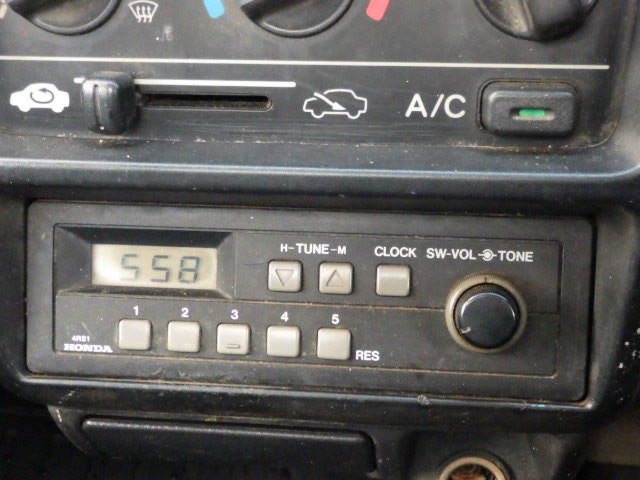 A/C
H-TUNE-M CLOCK SW-VOL TONE
558
1 2 3 4 5
RES
4RS1
HONDA